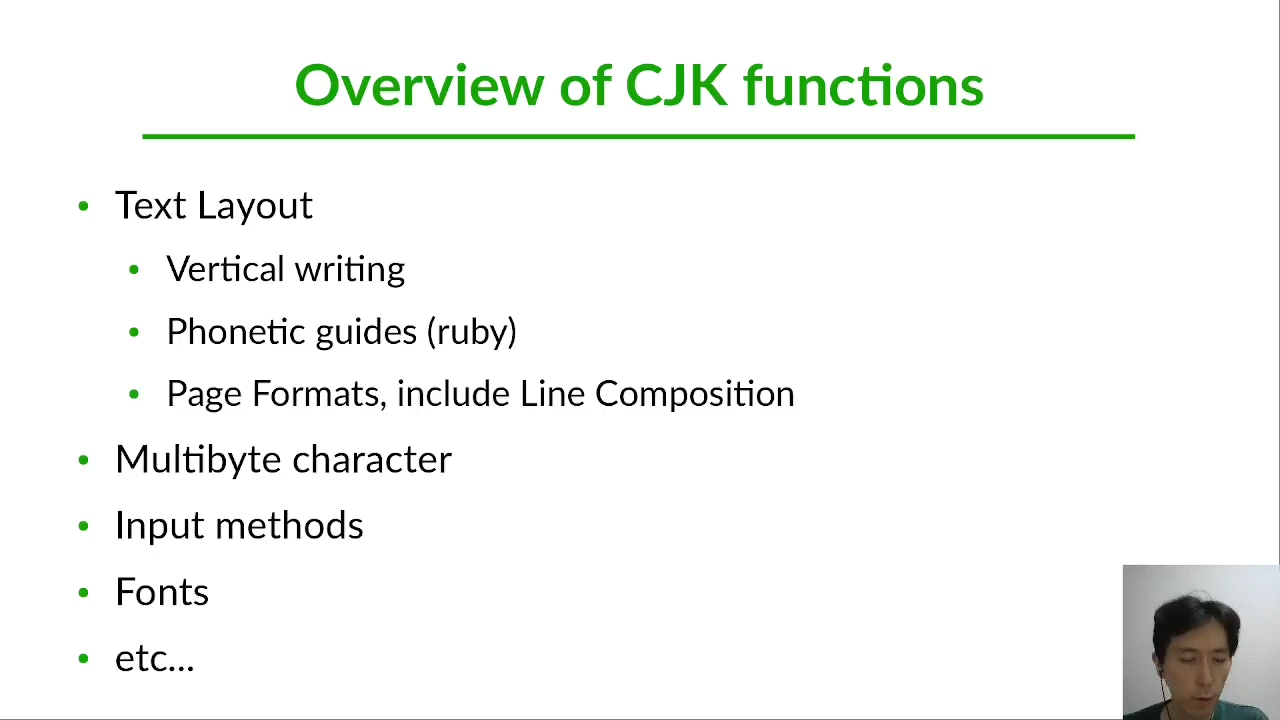 Overview of CJK functions
• Text Layout
• Vertical writing
• Phonetic guides (ruby)
• Page Formats, include Line Composition
• Multibyte character
• Input methods
• Fonts
• etc...